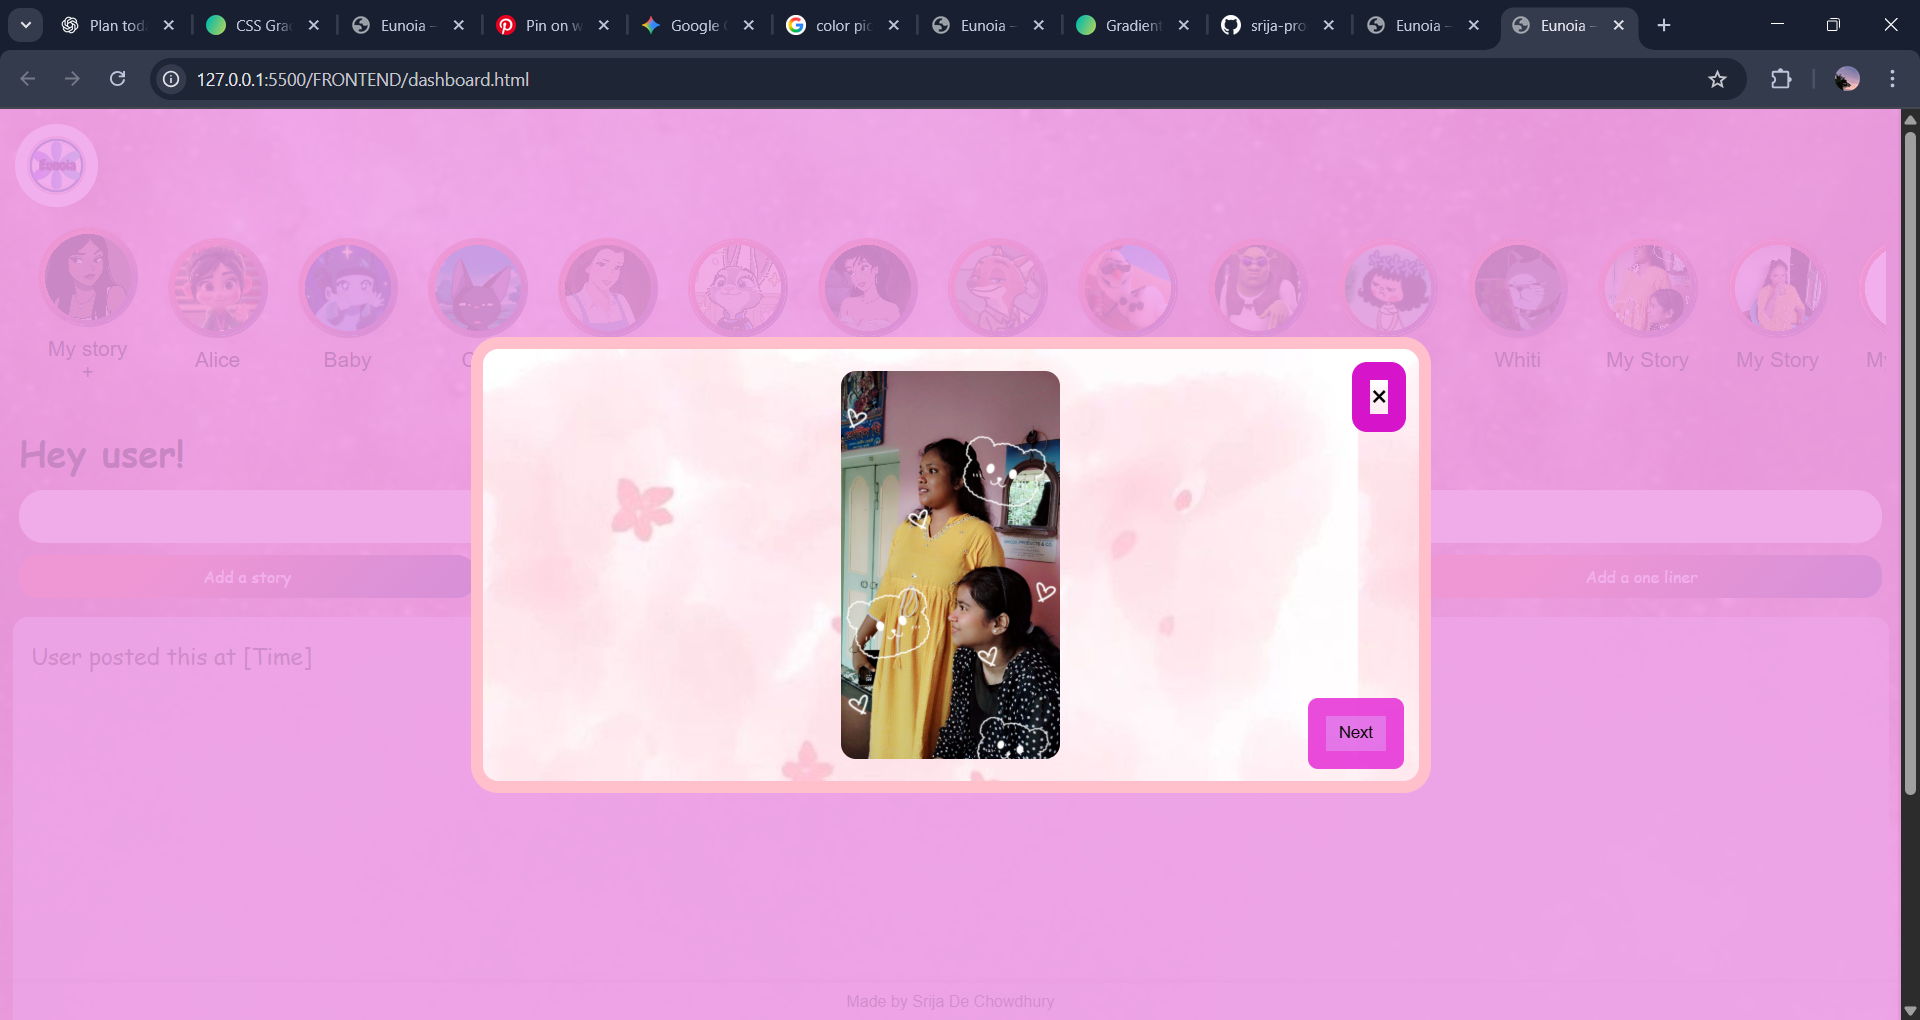 Plan tod
CSS Gra
Eunoia –
Pin on w
Google
color pic
Eunoia –
Gradient
srija-pro
Eunoia –
Eunoia –
127.0.0.1:5500/FRONTEND/dashboard.html
Eunoia
My story
+
Alice
Baby
C
Whiti
My Story
My Story
My
Hey user!
Add a story
Add a one liner
User posted this at [Time]
Next
Made by Srija De Chowdhury